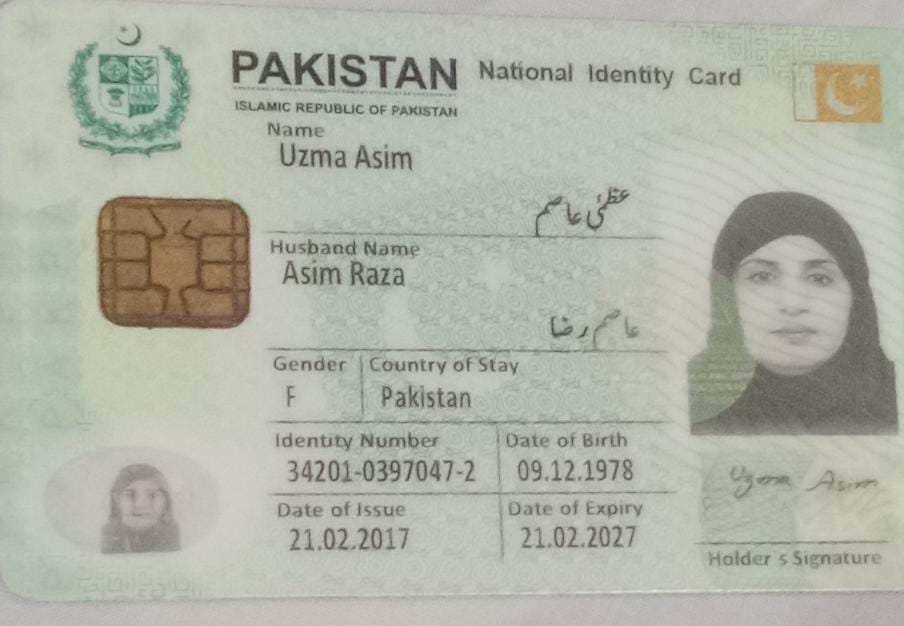 PAKISTAN National Identity Card
ISLAMIC REPUBLIC OF PAKISTAN
Name
Uzma Asim
عظمیٰ عاصم
Husband Name
Asim Raza
عاصم رضا
Gender Country of Stay
F Pakistan
Identity Number Date of Birth
34201-0397047-2 09.12.1978
Date of Issue Date of Expiry
21.02.2017 21.02.2027
Uzma Asim
Holder s Signature